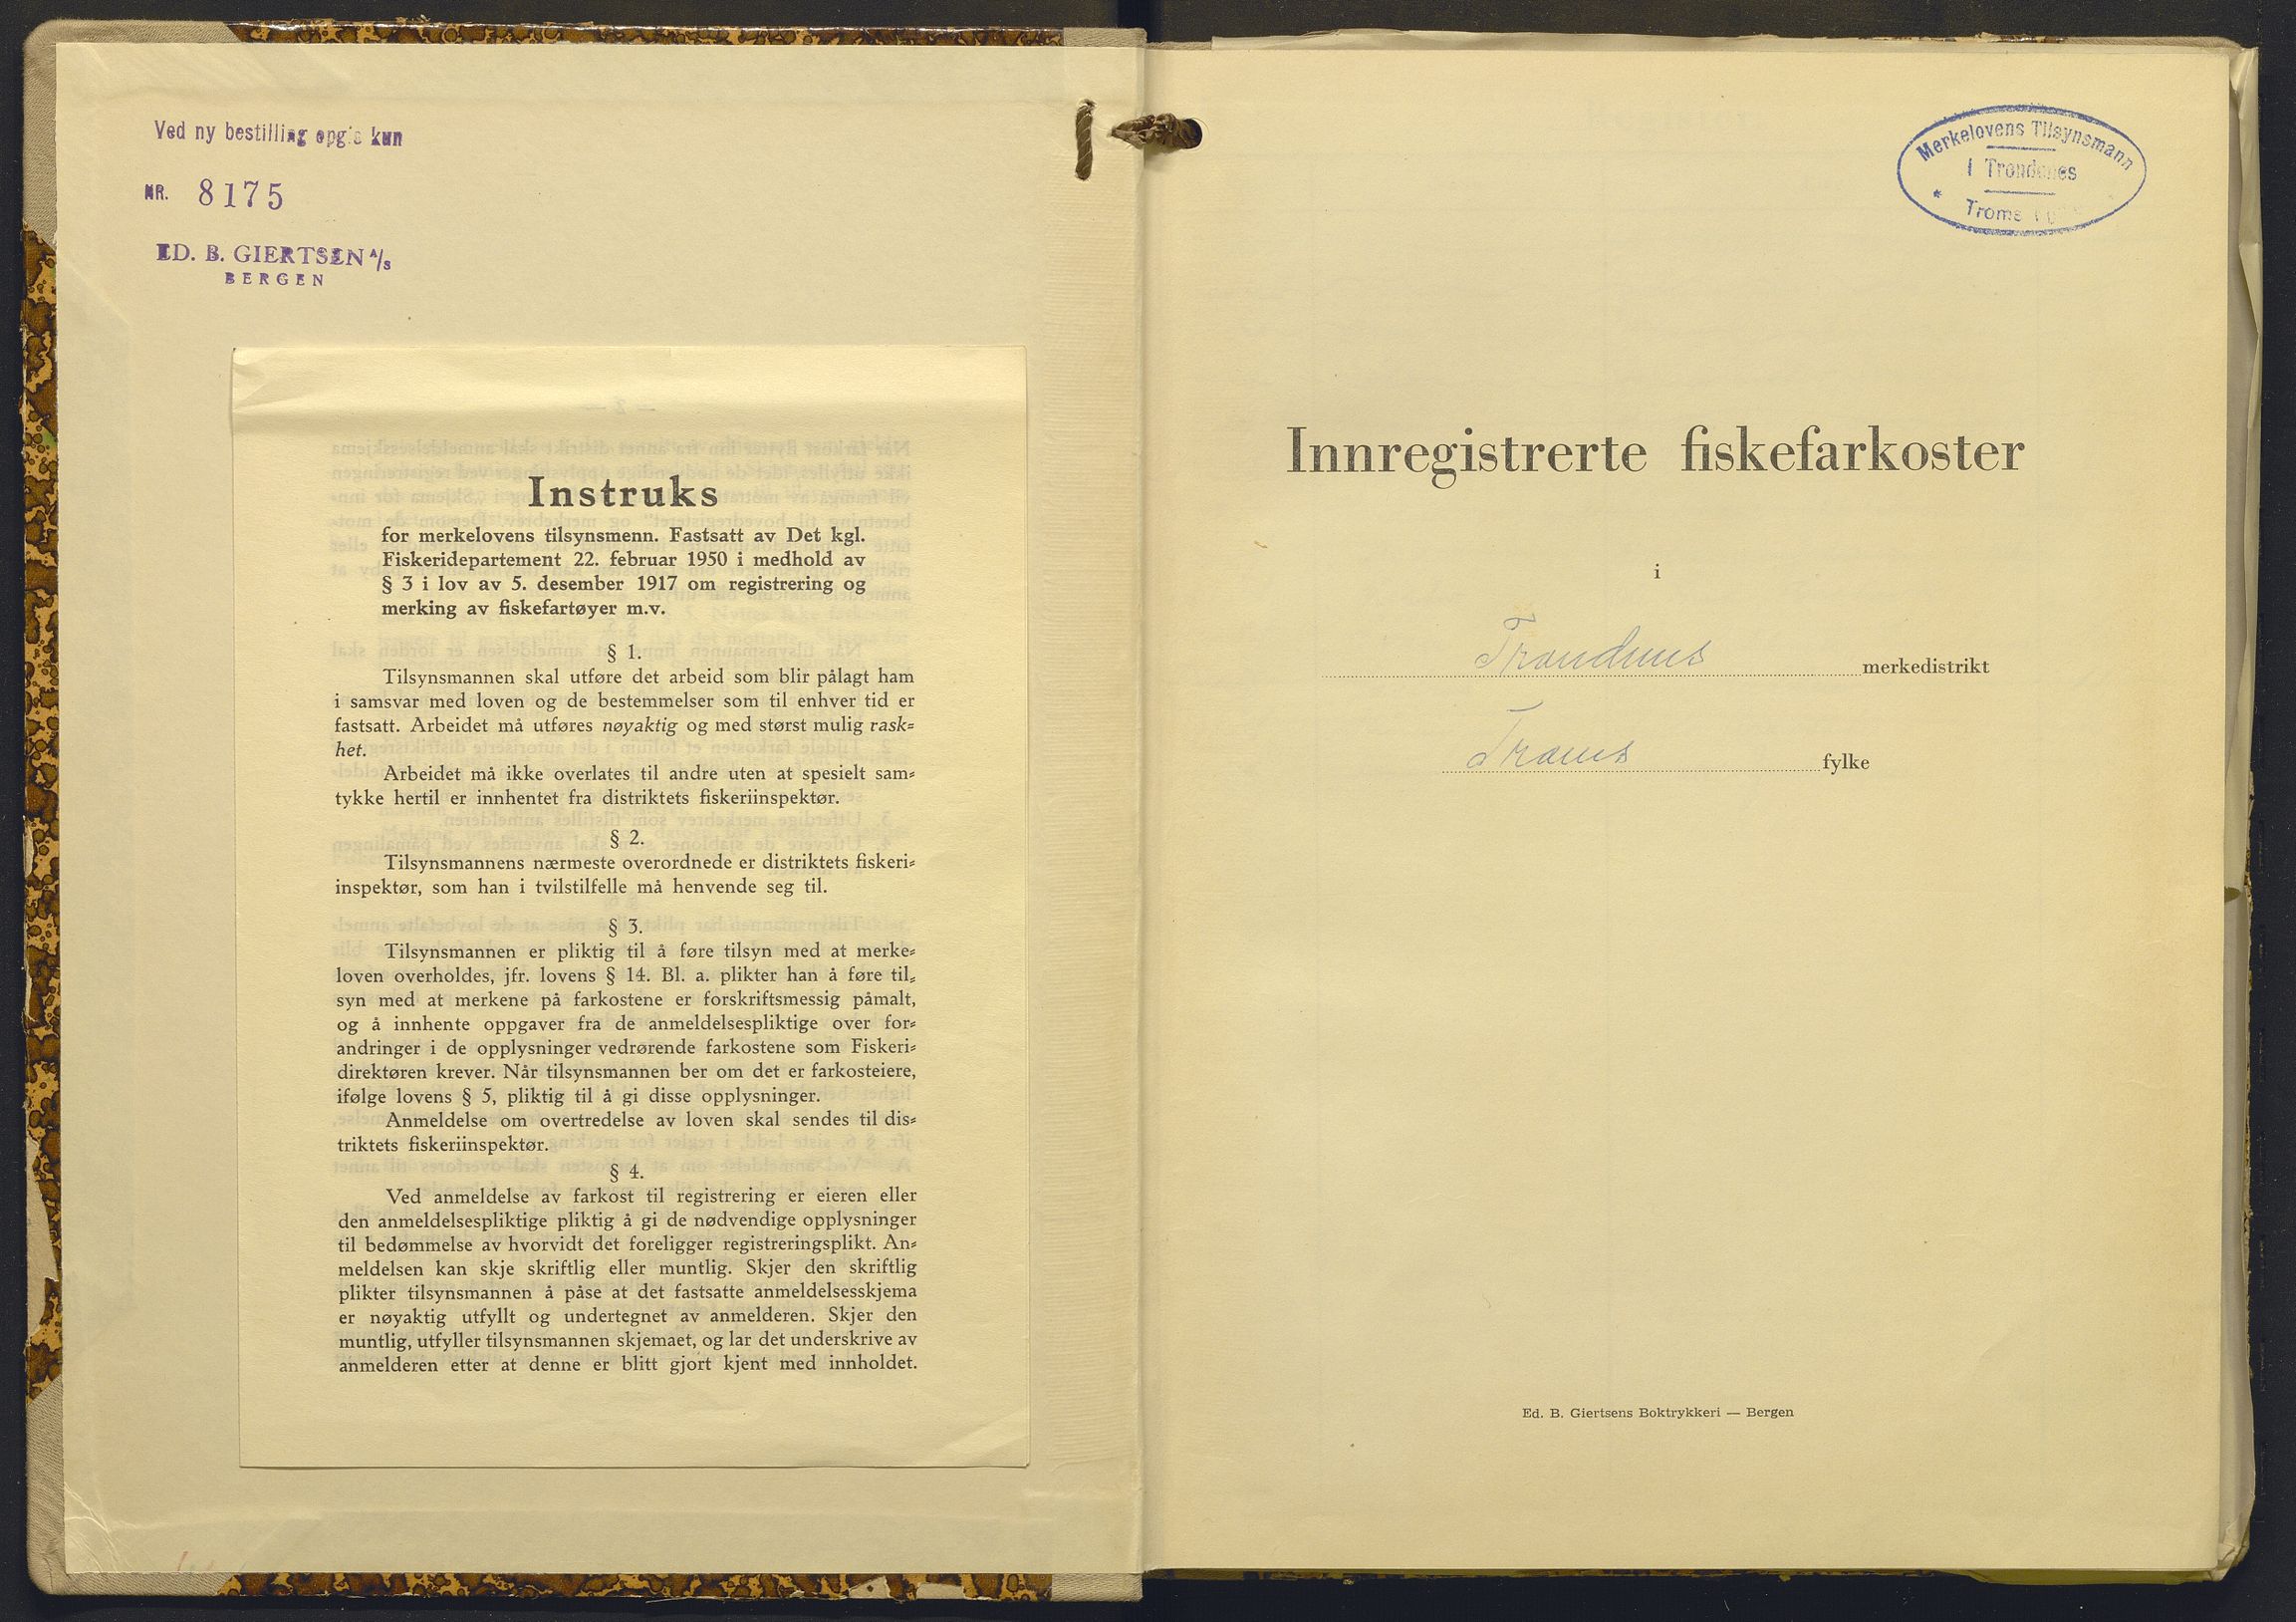 Ved ny bestilling opgis kun
NR. 8175
ED. B. GIERTSEN A/S
BERGEN
Instruks
for merkelovens tilsynsmenn. Fastsatt av Det kgl.
Fiskeridepartement 22. februar 1950 i medhold av
§ 3 i lov av 5. desember 1917 om registrering og
merking av fiskefartøyer m.v.
§ 1.
Tilsynsmannen skal utføre det arbeid som blir pålagt ham
i samsvar med loven og de bestemmelser som til enhver tid er
fastsatt. Arbeidet må utføres nøyaktig og med størst mulig rask-
het.
Arbeidet må ikke overlates til andre uten at spesielt sam-
tykke hertil er innhentet fra distriktets fiskeriinspektør.
§ 2.
Tilsynsmannens nærmeste overordnede er distriktets fiskeri-
inspektør, som han i tvilstilfelle må henvende seg til.
§ 3.
Tilsynsmannen er pliktig til å føre tilsyn med at merke-
loven overholdes, jfr. lovens § 14. Bl. a. plikter han å føre til-
syn med at merkene på farkostene er forskriftsmessig påmalt,
og å innhente oppgaver fra de anmeldelsespliktige over for-
andringer i de opplysninger vedrørende farkostene som Fiskeri-
direktøren krever. Når tilsynsmannen ber om det er farkosteiere,
ifølge lovens § 5, pliktig til å gi disse opplysninger.
Anmeldelse om overtredelse av loven skal sendes til dis-
triktets fiskeriinspektør.
§ 4.
Ved anmeldelse av farkost til registrering er eieren eller
den anmeldelsespliktige pliktig å gi de nødvendige opplysninger
til bedømmelse av hvorvidt det foreligger registreringsplikt. An-
meldelsen kan skje skriftlig eller muntlig. Skjer den skriftlig
plikter tilsynsmannen å påse at det fastsatte anmeldelsesskjema
er nøyaktig utfyllt og undertegnet av anmelderen. Skjer den
muntlig, utfyller tilsynsmannen skjemaet, og lar det underskrive av
anmelderen etter at denne er blitt gjort kjent med innholdet.
Merkelovens Tilsynsmann
i Trondenes
Troms
Innregistrerte fiskefarkoster
i
Trondenes merkedistrikt
Troms fylke
Ed. B. Giertsens Boktrykkeri — Bergen